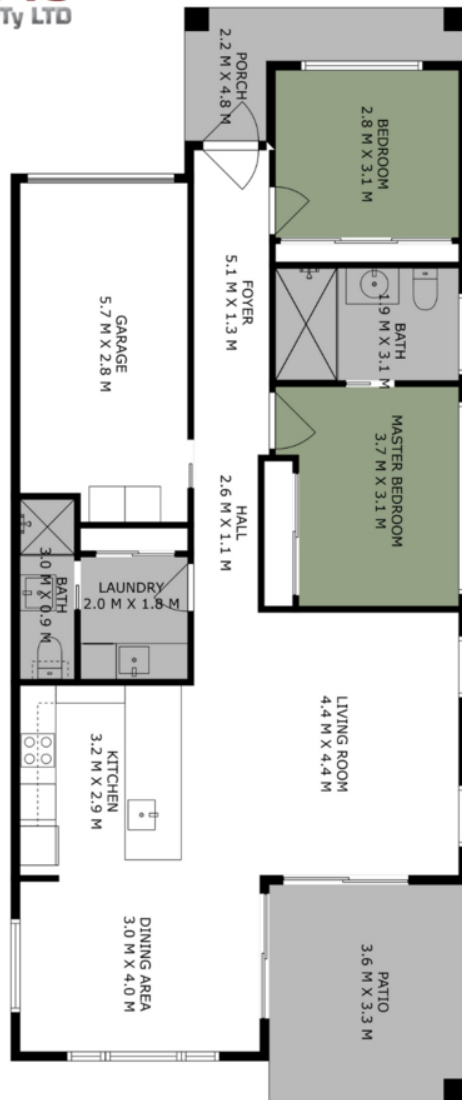 Ty LTD
PORCH
2.2 M X 4.8 M
BEDROOM
2.8 M X 3.1 M
FOYER
5.1 M X 1.3 M
GARAGE
5.7 M X 2.8 M
BATH
1.9 M X 3.1 M
MASTER BEDROOM
3.7 M X 3.1 M
HALL
2.6 M X 1.1 M
BATH
3.0 M X 0.9 M
LAUNDRY
2.0 M X 1.8 M
LIVING ROOM
4.4 M X 4.4 M
KITCHEN
3.2 M X 2.9 M
DINING AREA
3.0 M X 4.0 M
PATIO
3.6 M X 3.3 M